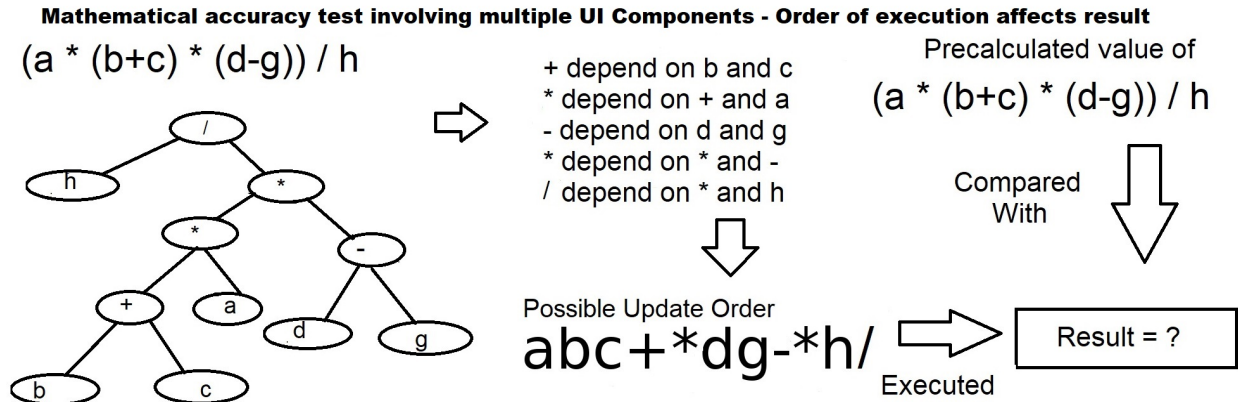 Mathematical accuracy test involving multiple UI Components - Order of execution affects result
(a * (b+c) * (d-g)) / h
/
h
*
*
-
+
a
d
g
b
c
+ depend on b and c
* depend on + and a
- depend on d and g
* depend on * and -
/ depend on * and h
Possible Update Order
abc+*dg-*h/
Executed
Precalculated value of
(a * (b+c) * (d-g)) / h
Compared
With
Result = ?